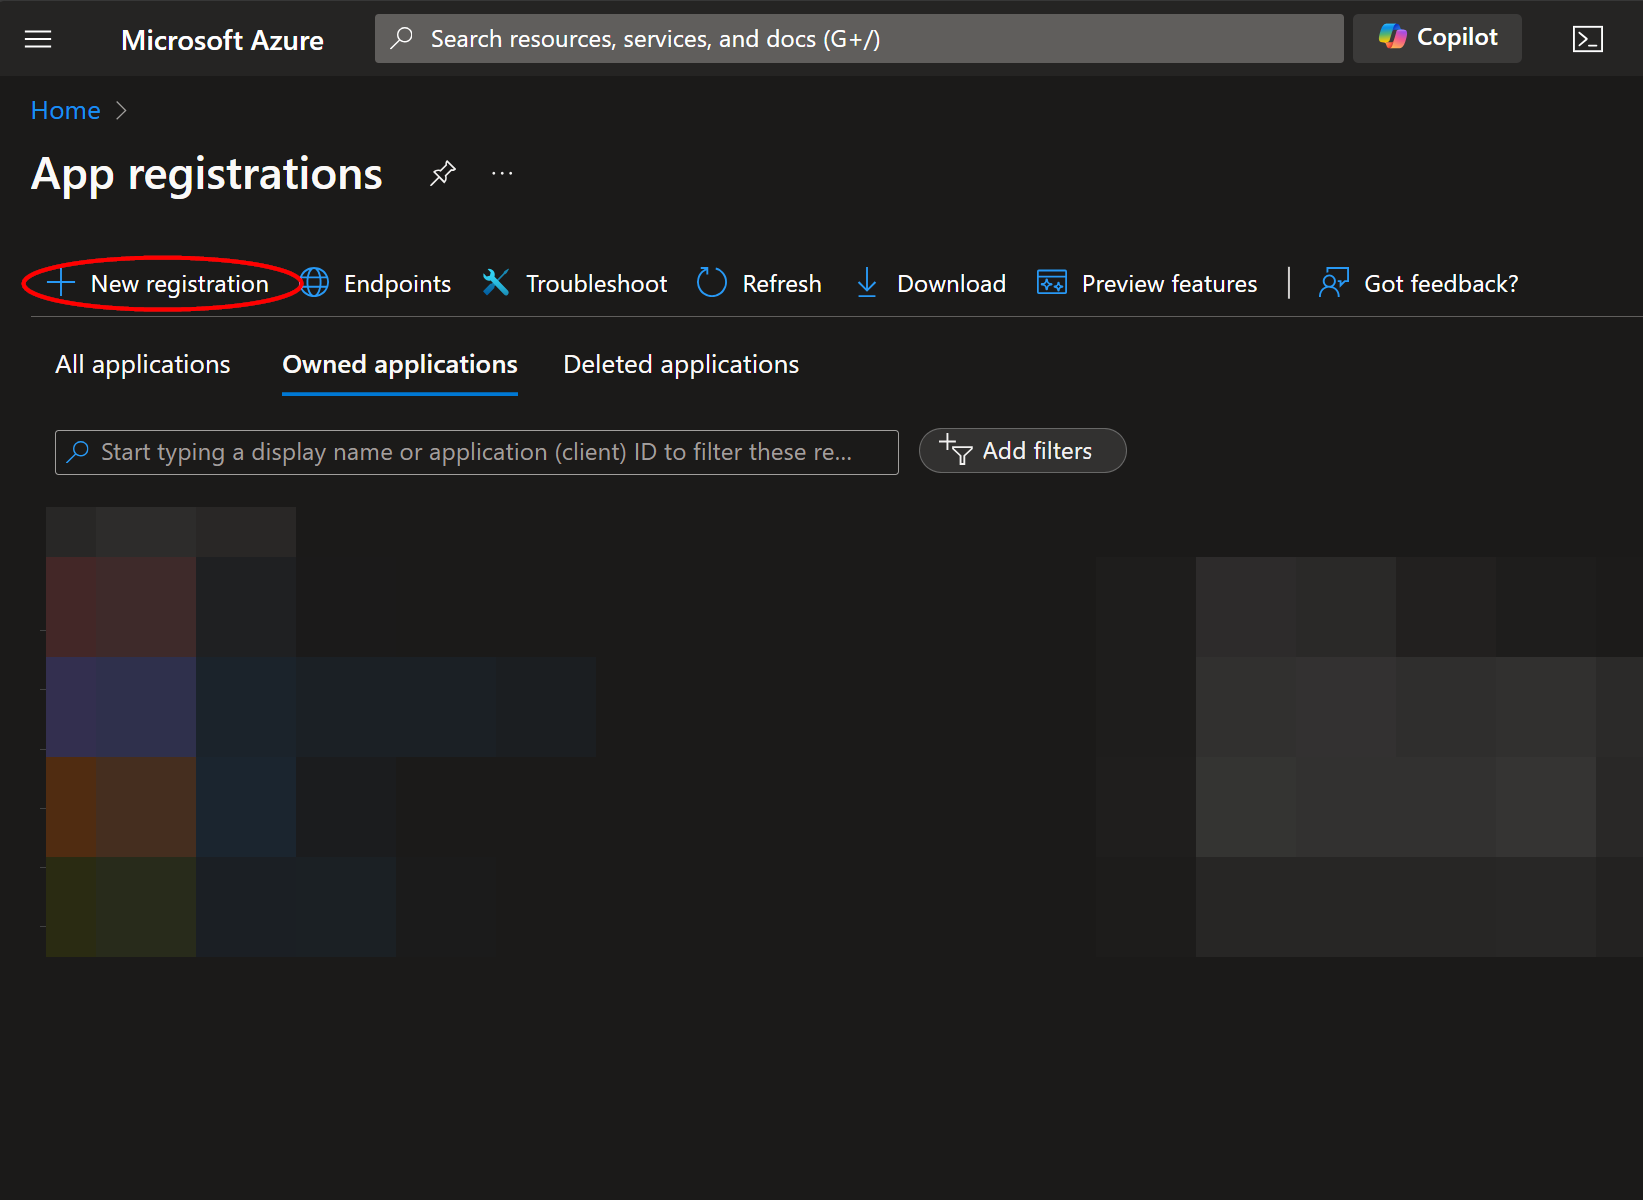 Microsoft Azure
Search resources, services, and docs (G+/)
Copilot
Home
App registrations
New registration
Endpoints
Troubleshoot
Refresh
Download
Preview features
Got feedback?
All applications
Owned applications
Deleted applications
Start typing a display name or application (client) ID to filter these re...
Add filters